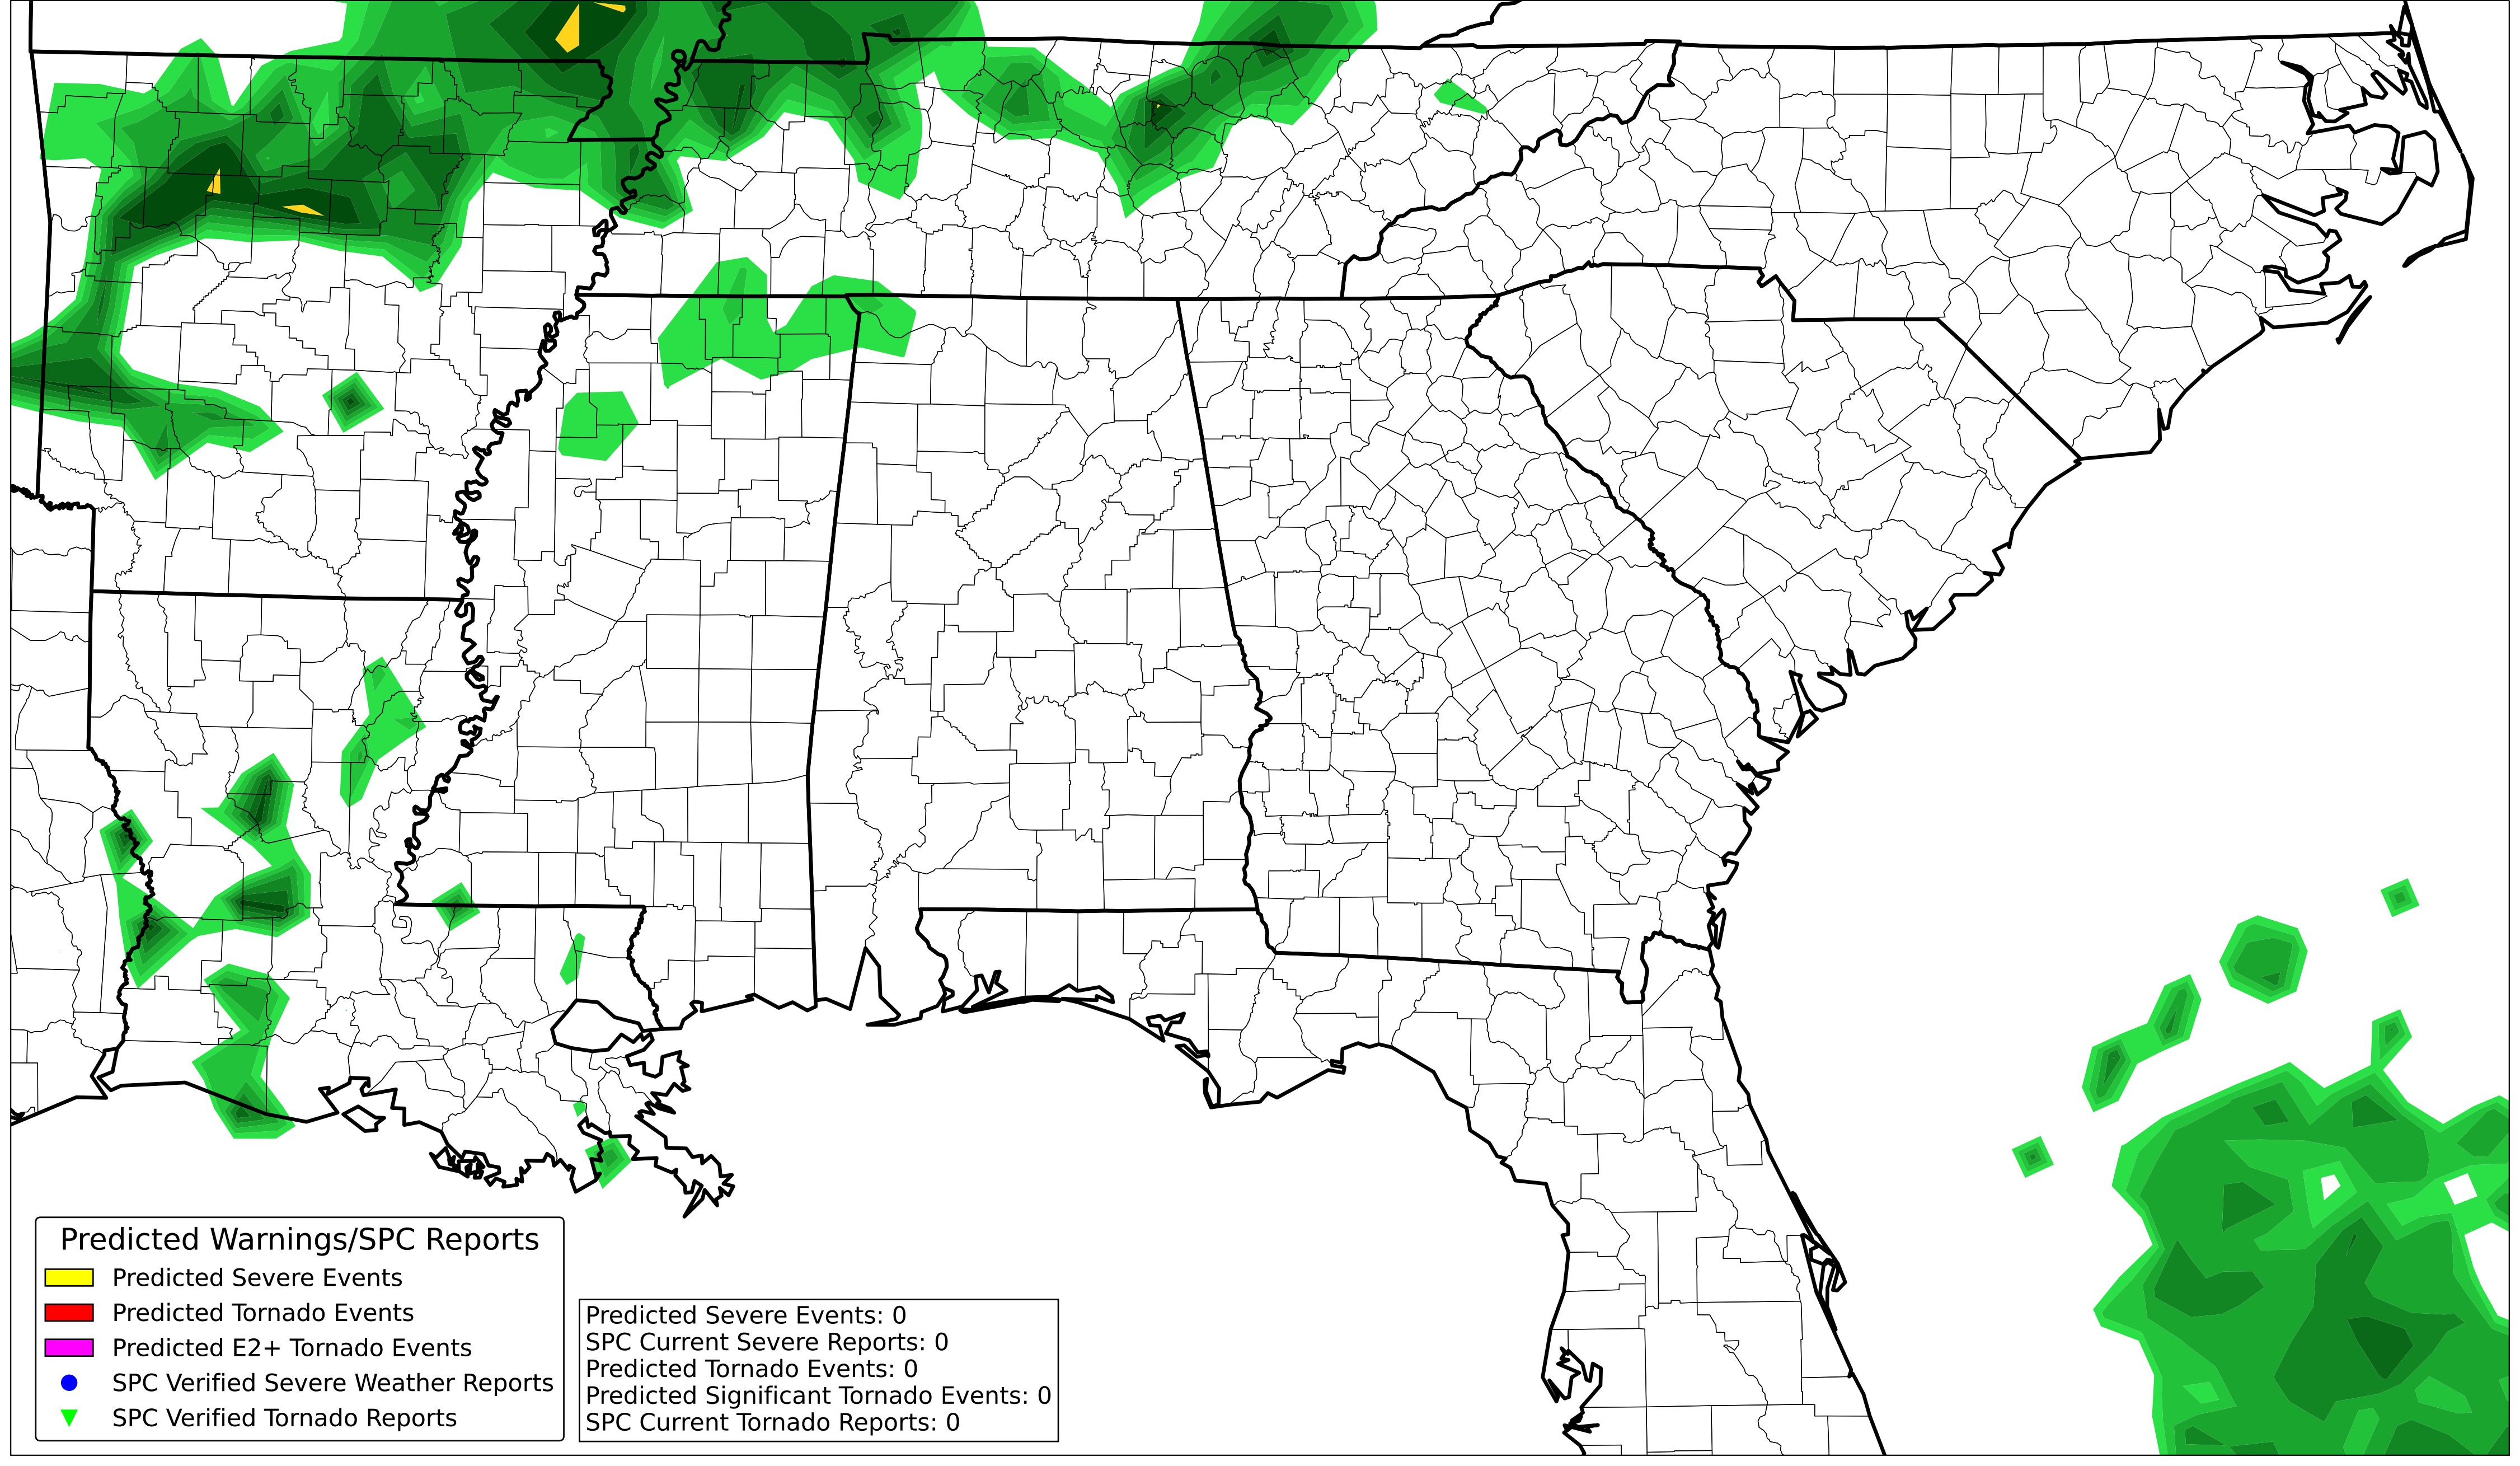 Predicted Warnings/SPC Reports
Predicted Severe Events
Predicted Tornado Events
Predicted E2+ Tornado Events
SPC Verified Severe Weather Reports
SPC Verified Tornado Reports
Predicted Severe Events: 0
SPC Current Severe Reports: 0
Predicted Tornado Events: 0
Predicted Significant Tornado Events: 0
SPC Current Tornado Reports: 0